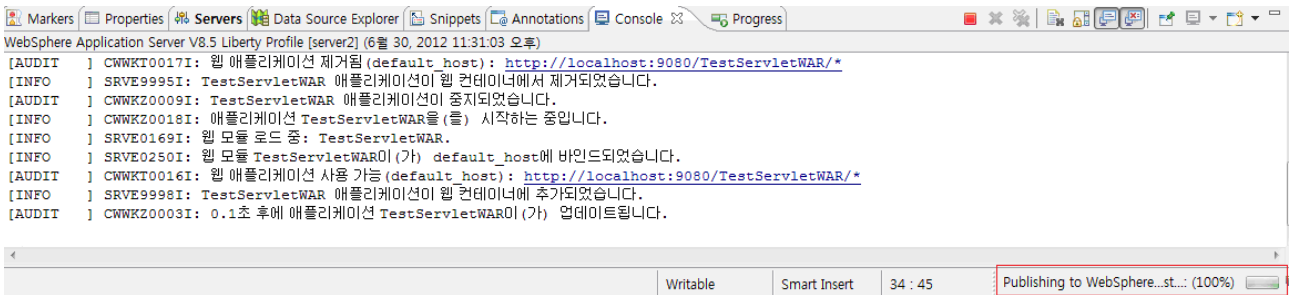 Markers Properties Servers Data Source Explorer Snippets Annotations Console Progress
WebSphere Application Server V8.5 Liberty Profile [server2] (6월 30, 2012 11:31:03 오후)
[AUDIT   ] CWWKT0017I: 웹 애플리케이션 제거됨(default_host): http://localhost:9080/TestServletWAR/*
[INFO    ] SRVE9995I: TestServletWAR 애플리케이션이 웹 컨테이너에서 제거되었습니다.
[AUDIT   ] CWWKZ0009I: TestServletWAR 애플리케이션이 중지되었습니다.
[INFO    ] CWWKZ0018I: 애플리케이션 TestServletWAR을(를) 시작하는 중입니다.
[INFO    ] SRVE0169I: 웹 모듈 로드 중: TestServletWAR.
[INFO    ] SRVE0250I: 웹 모듈 TestServletWAR이(가) default_host에 바인드되었습니다.
[AUDIT   ] CWWKT0016I: 웹 애플리케이션 사용 가능(default_host): http://localhost:9080/TestServletWAR/*
[INFO    ] SRVE9998I: TestServletWAR 애플리케이션이 웹 컨테이너에 추가되었습니다.
[AUDIT   ] CWWKZ0003I: 0.1초 후에 애플리케이션 TestServletWAR이(가) 업데이트됩니다.
Writable Smart Insert 34 : 45 Publishing to WebSphere...st...: (100%)